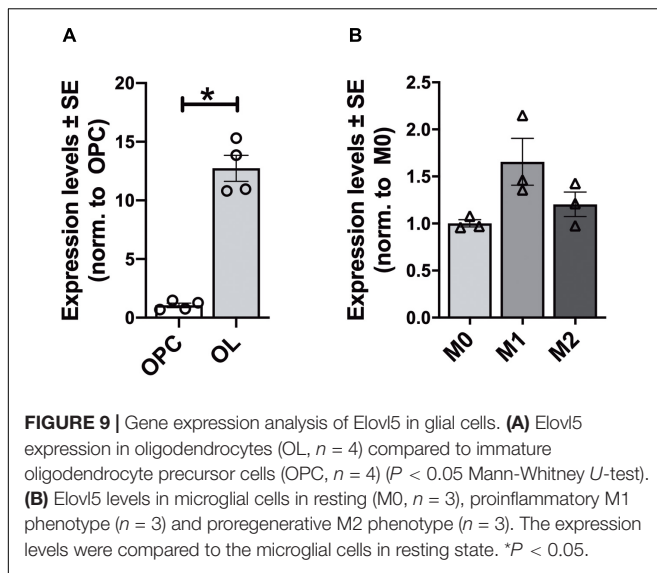 A
Expression levels ± SE
(norm. to OPC)
20
15
10
5
0
*
OPC
OL
B
Expression levels ± SE
(norm. to M0)
2.5
2.0
1.5
1.0
0.5
0.0
M0
M1
M2
FIGURE 9 | Gene expression analysis of Elovl5 in glial cells. (A) Elovl5
expression in oligodendrocytes (OL, n = 4) compared to immature
oligodendrocyte precursor cells (OPC, n = 4) (P < 0.05 Mann-Whitney U-test).
(B) Elovl5 levels in microglial cells in resting (M0, n = 3), proinflammatory M1
phenotype (n = 3) and proregenerative M2 phenotype (n = 3). The expression
levels were compared to the microglial cells in resting state. *P < 0.05.